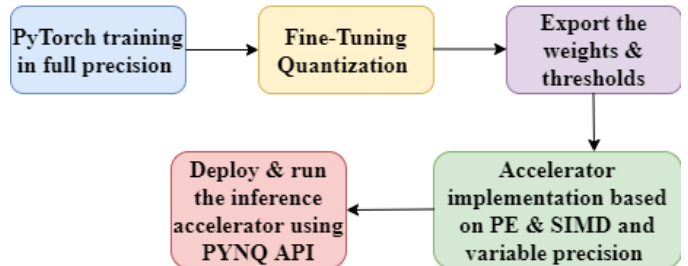 PyTorch training
in full precision
Fine-Tuning
Quantization
Export the
weights &
thresholds
Accelerator
implementation based
on PE & SIMD and
variable precision
Deploy & run
the inference
accelerator using
PYNQ API